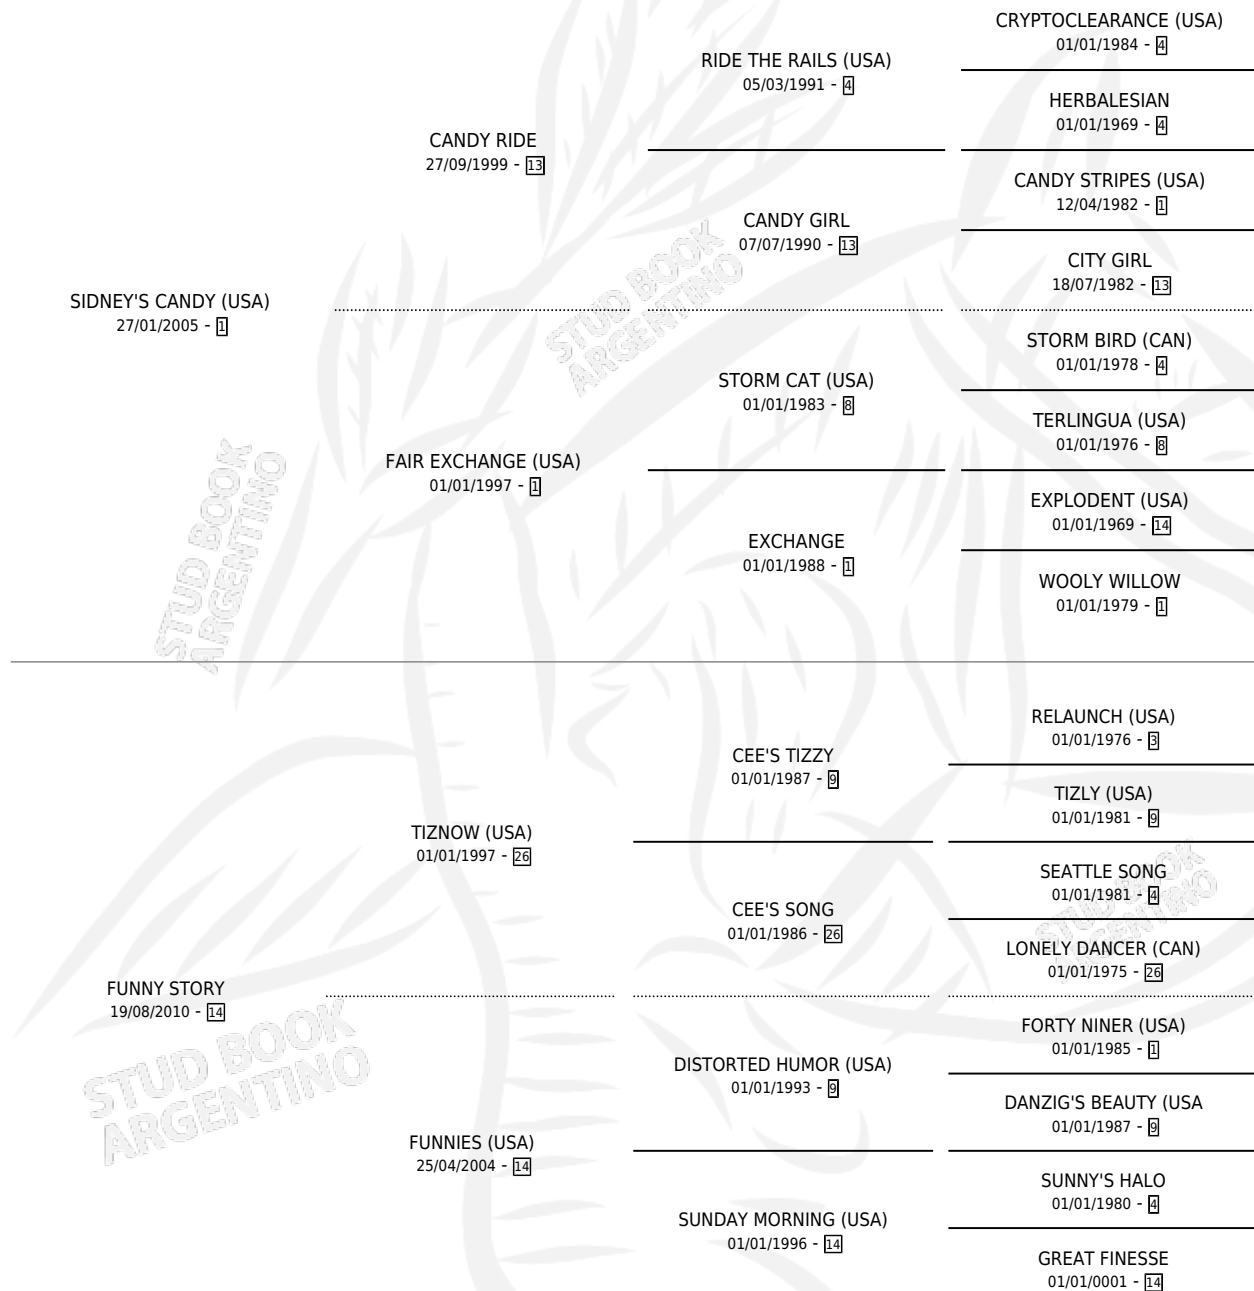 CRYPTOCLEARANCE (USA)
01/01/1984 - 4
RIDE THE RAILS (USA)
05/03/1991 - 4
HERBALESIAN
01/01/1969 - 4
CANDY RIDE
27/09/1999 - 13
CANDY STRIPES (USA)
12/04/1982 - 1
CANDY GIRL
07/07/1990 - 13
CITY GIRL
18/07/1982 - 13
SIDNEY'S CANDY (USA)
27/01/2005 - 1
STORM BIRD (CAN)
01/01/1978 - 4
STORM CAT (USA)
01/01/1983 - 8
TERLINGUA (USA)
01/01/1976 - 8
FAIR EXCHANGE (USA)
01/01/1997 - 1
EXPLODENT (USA)
01/01/1969 - 14
EXCHANGE
01/01/1988 - 1
WOOLY WILLOW
01/01/1979 - 1
RELAUNCH (USA)
01/01/1976 - 3
CEE'S TIZZY
01/01/1987 - 9
TIZLY (USA)
01/01/1981 - 9
TIZNOW (USA)
01/01/1997 - 26
SEATTLE SONG
01/01/1981 - 4
CEE'S SONG
01/01/1986 - 26
LONELY DANCER (CAN)
01/01/1975 - 26
FUNNY STORY
19/08/2010 - 14
FORTY NINER (USA)
01/01/1985 - 1
DISTORTED HUMOR (USA)
01/01/1993 - 9
DANZIG'S BEAUTY (USA
01/01/1987 - 9
FUNNIES (USA)
25/04/2004 - 14
SUNNY'S HALO
01/01/1980 - 4
SUNDAY MORNING (USA)
01/01/1996 - 14
GREAT FINESSE
01/01/0001 - 14
STUD BOOK
ARGENTINO
STUD BOOK
ARGENTINO
STUD BOOK
ARGENTINO
STUD BOOK
ARGENTINO